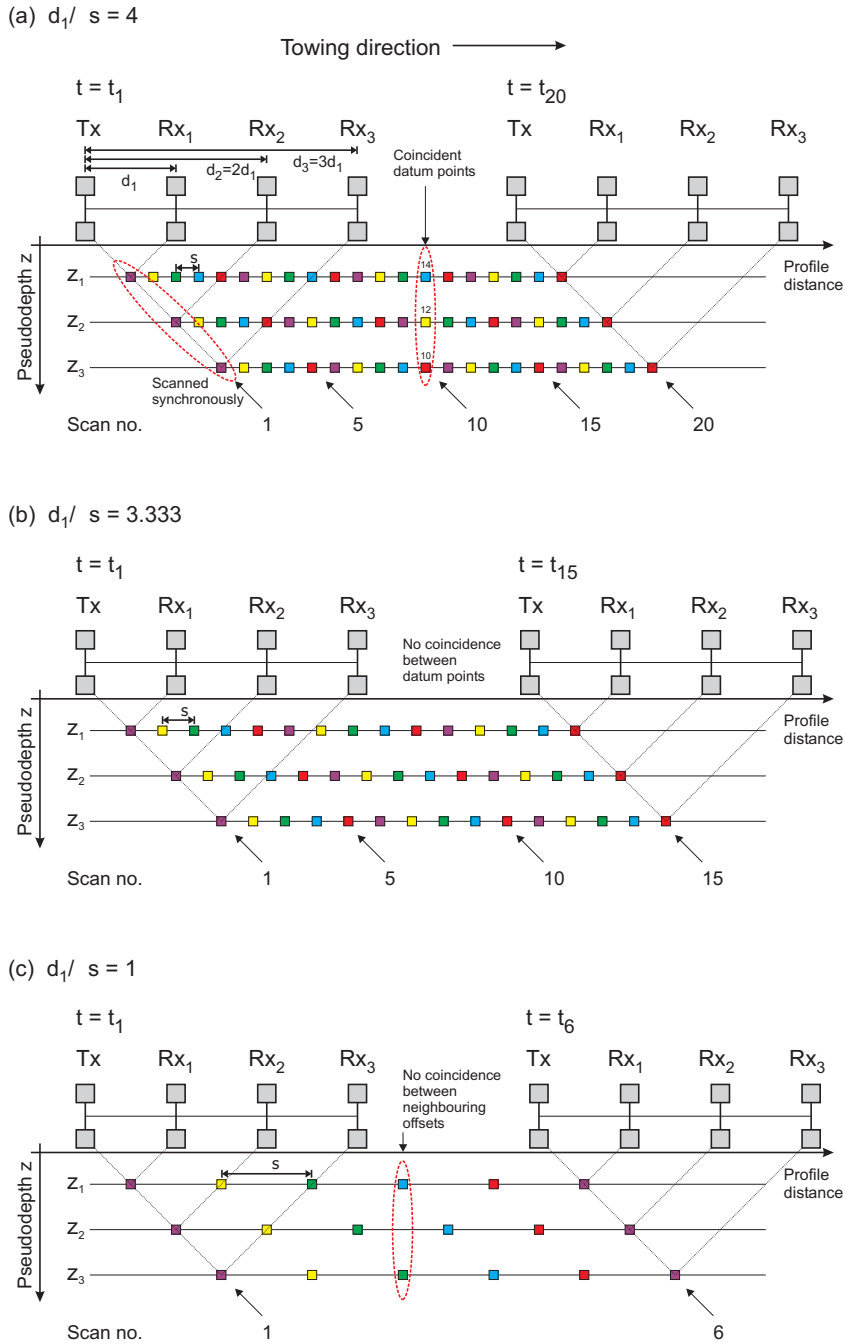 (a) d₁/ s = 4
Towing direction
t = t₁
t₂₀
Tx Rx₁ Rx₂ Rx₃
Tx Rx₁ Rx₂ Rx₃
d₃=3d₁
d₂=2d₁
d₁
Coincident
datum points
s
Pseudodepth z
Z₁
14
Profile
distance
Z₂
12
Z₃
10
Scanned
synchronously
Scan no. 1 5 10 15 20
(b) d₁/ s = 3.333
t = t₁
t = t₁₅
Tx Rx₁ Rx₂ Rx₃
Tx Rx₁ Rx₂ Rx₃
No coincidence
between
datum points
s
Pseudodepth z
Z₁
Profile
distance
Z₂
Z₃
Scan no. 1 5 10 15
(c) d₁/ s = 1
t = t₁
t = t₆
Tx Rx₁ Rx₂ Rx₃
Tx Rx₁ Rx₂ Rx₃
No coincidence
between
neighbouring
offsets
s
Pseudodepth z
Z₁
Profile
distance
Z₂
Z₃
Scan no. 1 6